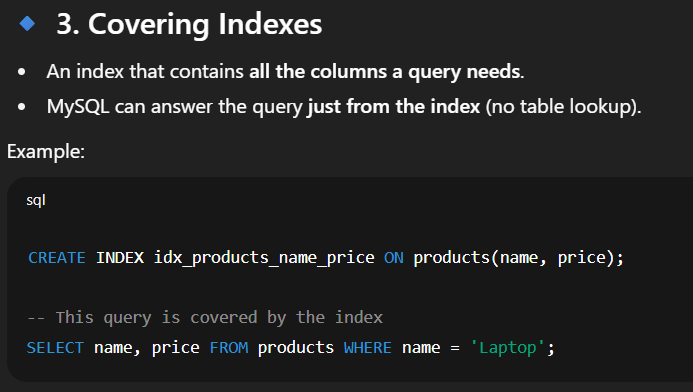 3. Covering Indexes
• An index that contains all the columns a query needs.
• MySQL can answer the query just from the index (no table lookup).
Example:
sql
CREATE INDEX idx_products_name_price ON products(name, price);
-- This query is covered by the index
SELECT name, price FROM products WHERE name = 'Laptop';